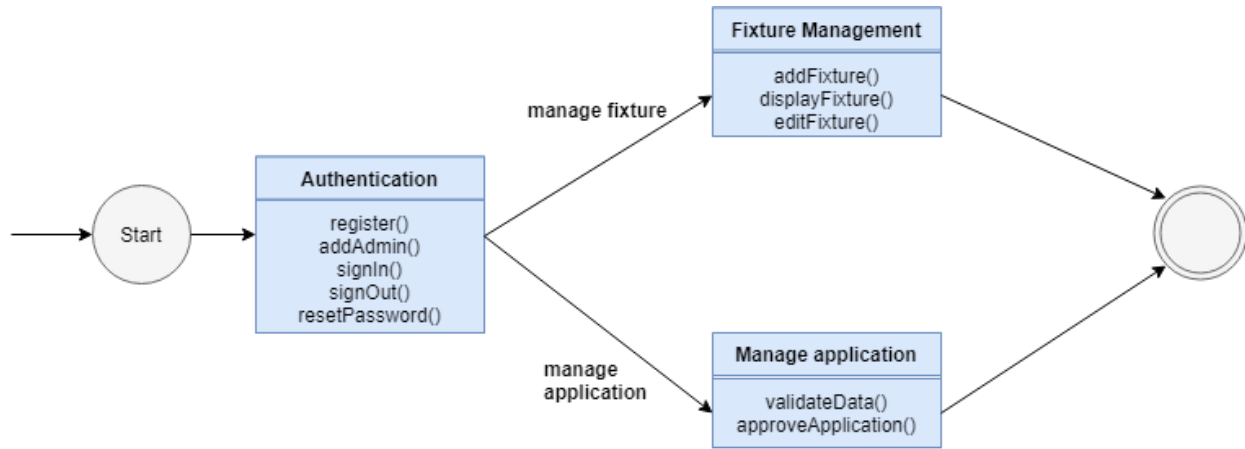 Start
Authentication
register()
addAdmin()
signIn()
signOut()
resetPassword()
manage fixture
Fixture Management
addFixture()
displayFixture()
editFixture()
manage
application
Manage application
validateData()
approveApplication()